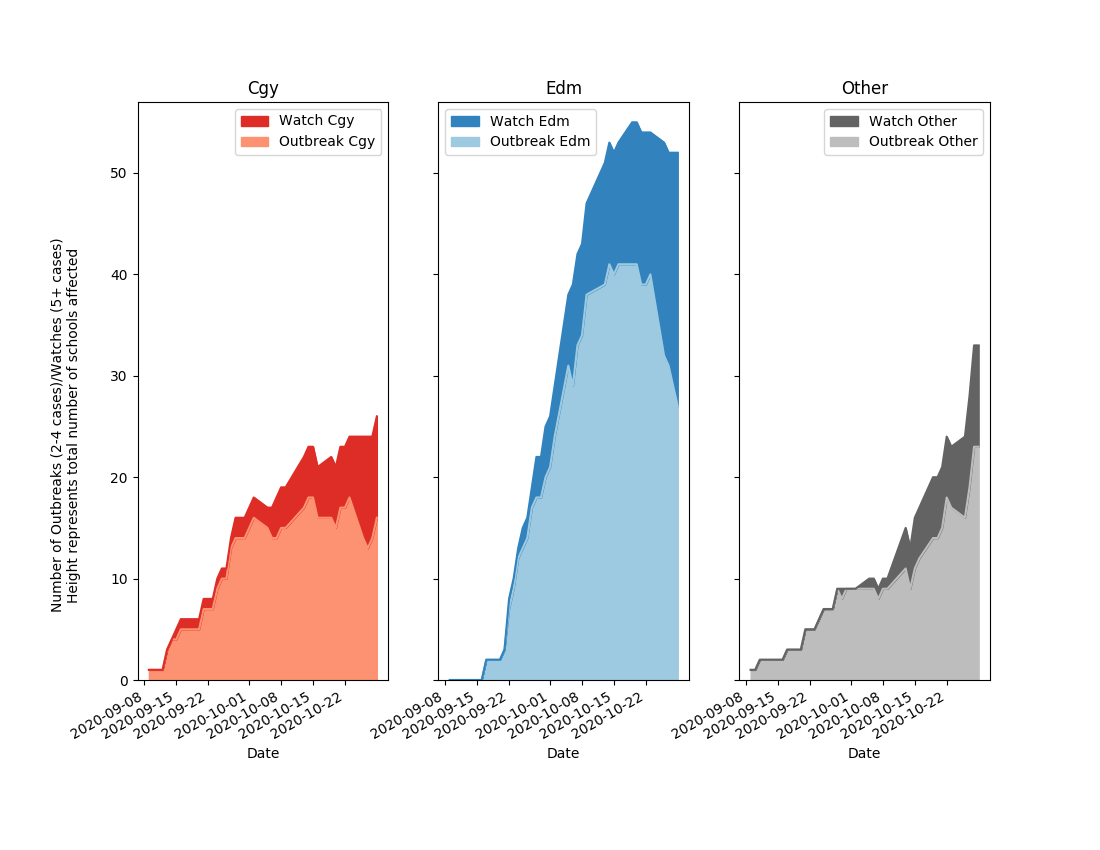 Cgy
Edm
Other
Watch Cgy
Outbreak Cgy
Watch Edm
Outbreak Edm
Watch Other
Outbreak Other
Number of Outbreaks (2-4 cases)/Watches (5+ cases)
Height represents total number of schools affected
50
40
30
20
10
0
2020-09-08
2020-09-15
2020-09-22
2020-10-01
2020-10-08
2020-10-15
2020-10-22
2020-09-08
2020-09-15
2020-09-22
2020-10-01
2020-10-08
2020-10-15
2020-10-22
2020-09-08
2020-09-15
2020-09-22
2020-10-01
2020-10-08
2020-10-15
2020-10-22
Date
Date
Date